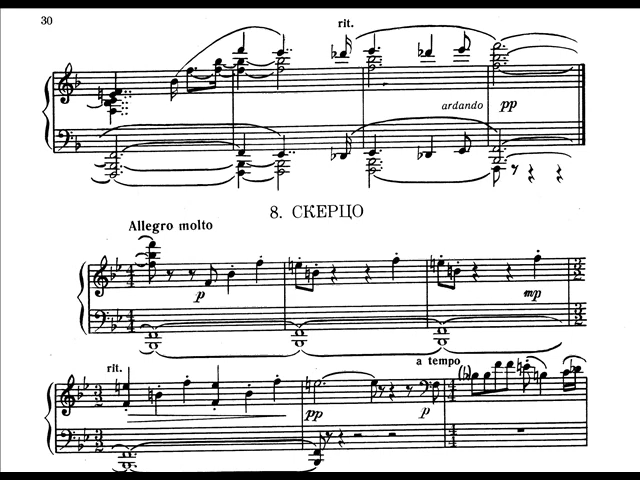 30
rit.
ardando
pp
8. СКЕРЦО
Allegro molto
p
mp
rit.
a tempo
pp
p